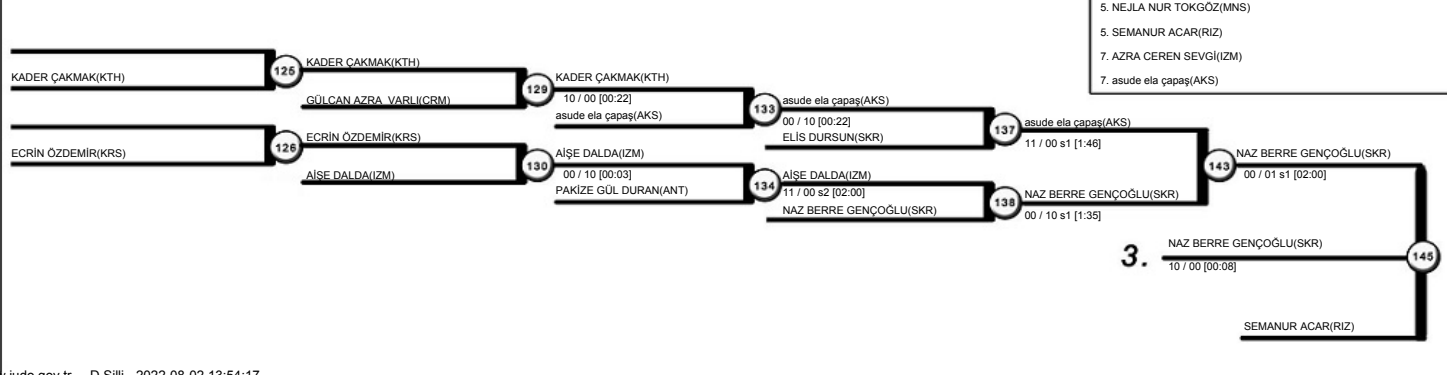 5. NEJLA NUR TOKGÖZ(MNS)
5. SEMANUR ACAR(RIZ)
7. AZRA CEREN SEVGİ(IZM)
7. asude ela çapaş(AKS)
KADER ÇAKMAK(KTH)
125
KADER ÇAKMAK(KTH)
GÜLCAN AZRA VARLI(CRM)
129
KADER ÇAKMAK(KTH)
10 / 00 [00:22]
asude ela çapaş(AKS)
133
asude ela çapaş(AKS)
00 / 10 [00:22]
ELİS DURSUN(SKR)
137
asude ela çapaş(AKS)
11 / 00 s1 [1:46]
ECRİN ÖZDEMİR(KRS)
126
ECRİN ÖZDEMİR(KRS)
AİŞE DALDA(IZM)
130
AİŞE DALDA(IZM)
00 / 10 [00:03]
PAKİZE GÜL DURAN(ANT)
134
AİŞE DALDA(IZM)
11 / 00 s2 [02:00]
NAZ BERRE GENÇOĞLU(SKR)
138
NAZ BERRE GENÇOĞLU(SKR)
00 / 10 s1 [1:35]
143
NAZ BERRE GENÇOĞLU(SKR)
00 / 01 s1 [02:00]
3.
NAZ BERRE GENÇOĞLU(SKR)
10 / 00 [00:08]
145
SEMANUR ACAR(RIZ)
judo.gov.tr D.Silli 2022-08-02 13:54:17